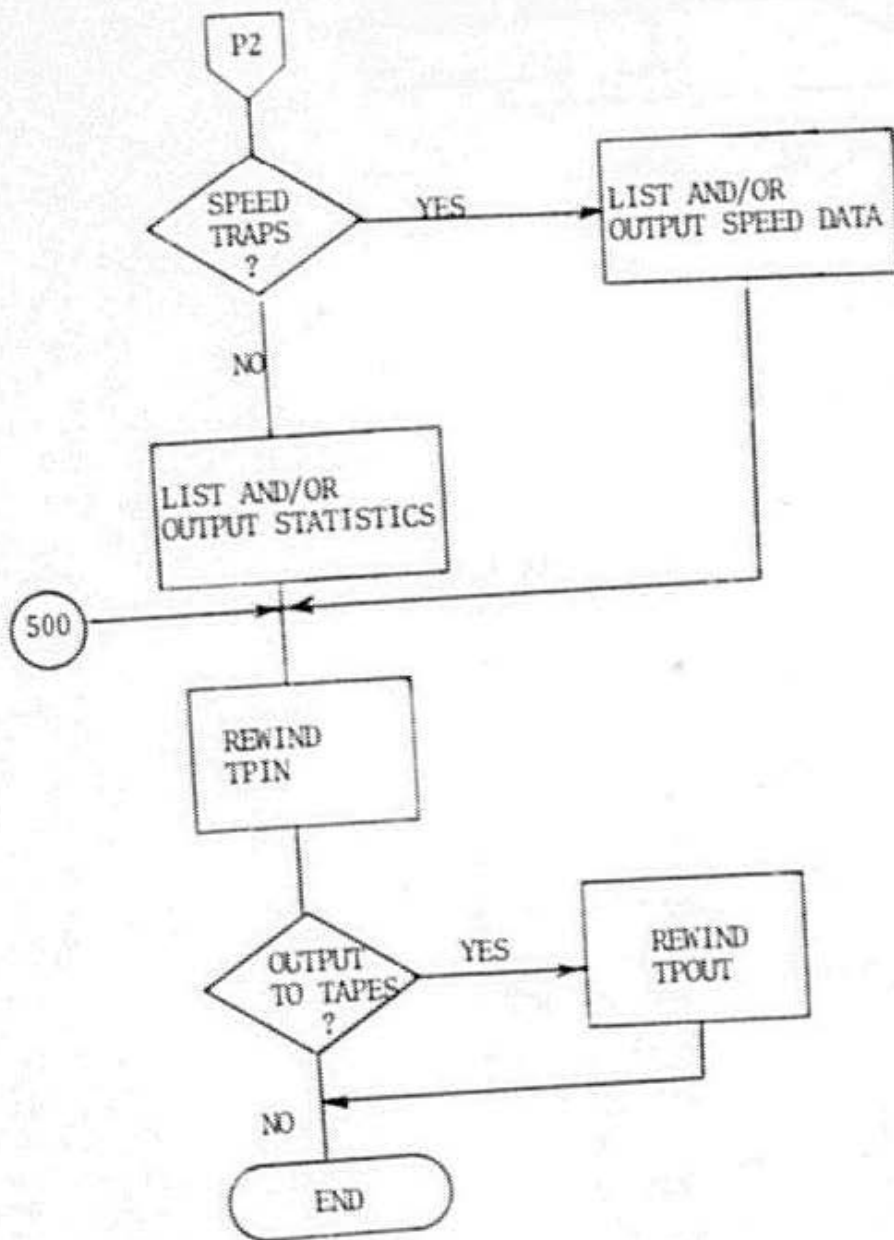 P2
SPEED
TRAPS
?
YES
LIST AND/OR
OUTPUT SPEED DATA
NO
LIST AND/OR
OUTPUT STATISTICS
500
REWIND
TPIN
OUTPUT
TO TAPES
?
YES
REWIND
TPOUT
NO
END